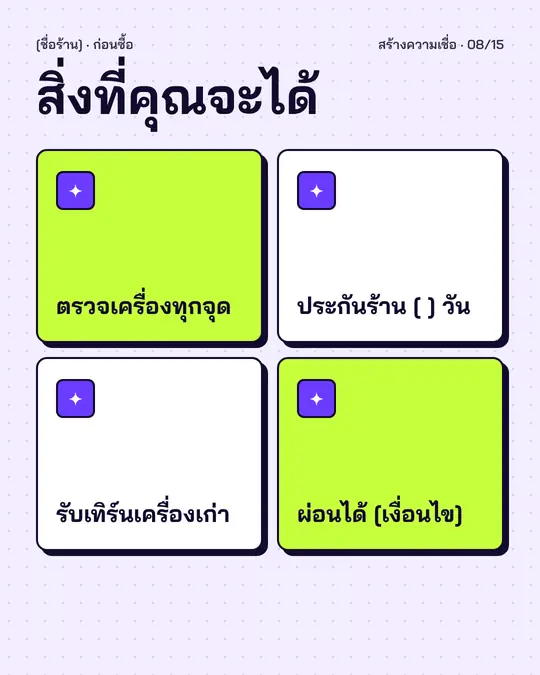 (ชื่อร้าน) · ก่อนซื้อ
สร้างความเชื่อ · 08/15
สิ่งที่คุณจะได้
ตรวจเครื่องทุกจุด
ประกันร้าน ( ) วัน
รับเทิร์นเครื่องเก่า
ผ่อนได้ (เงื่อนไข)